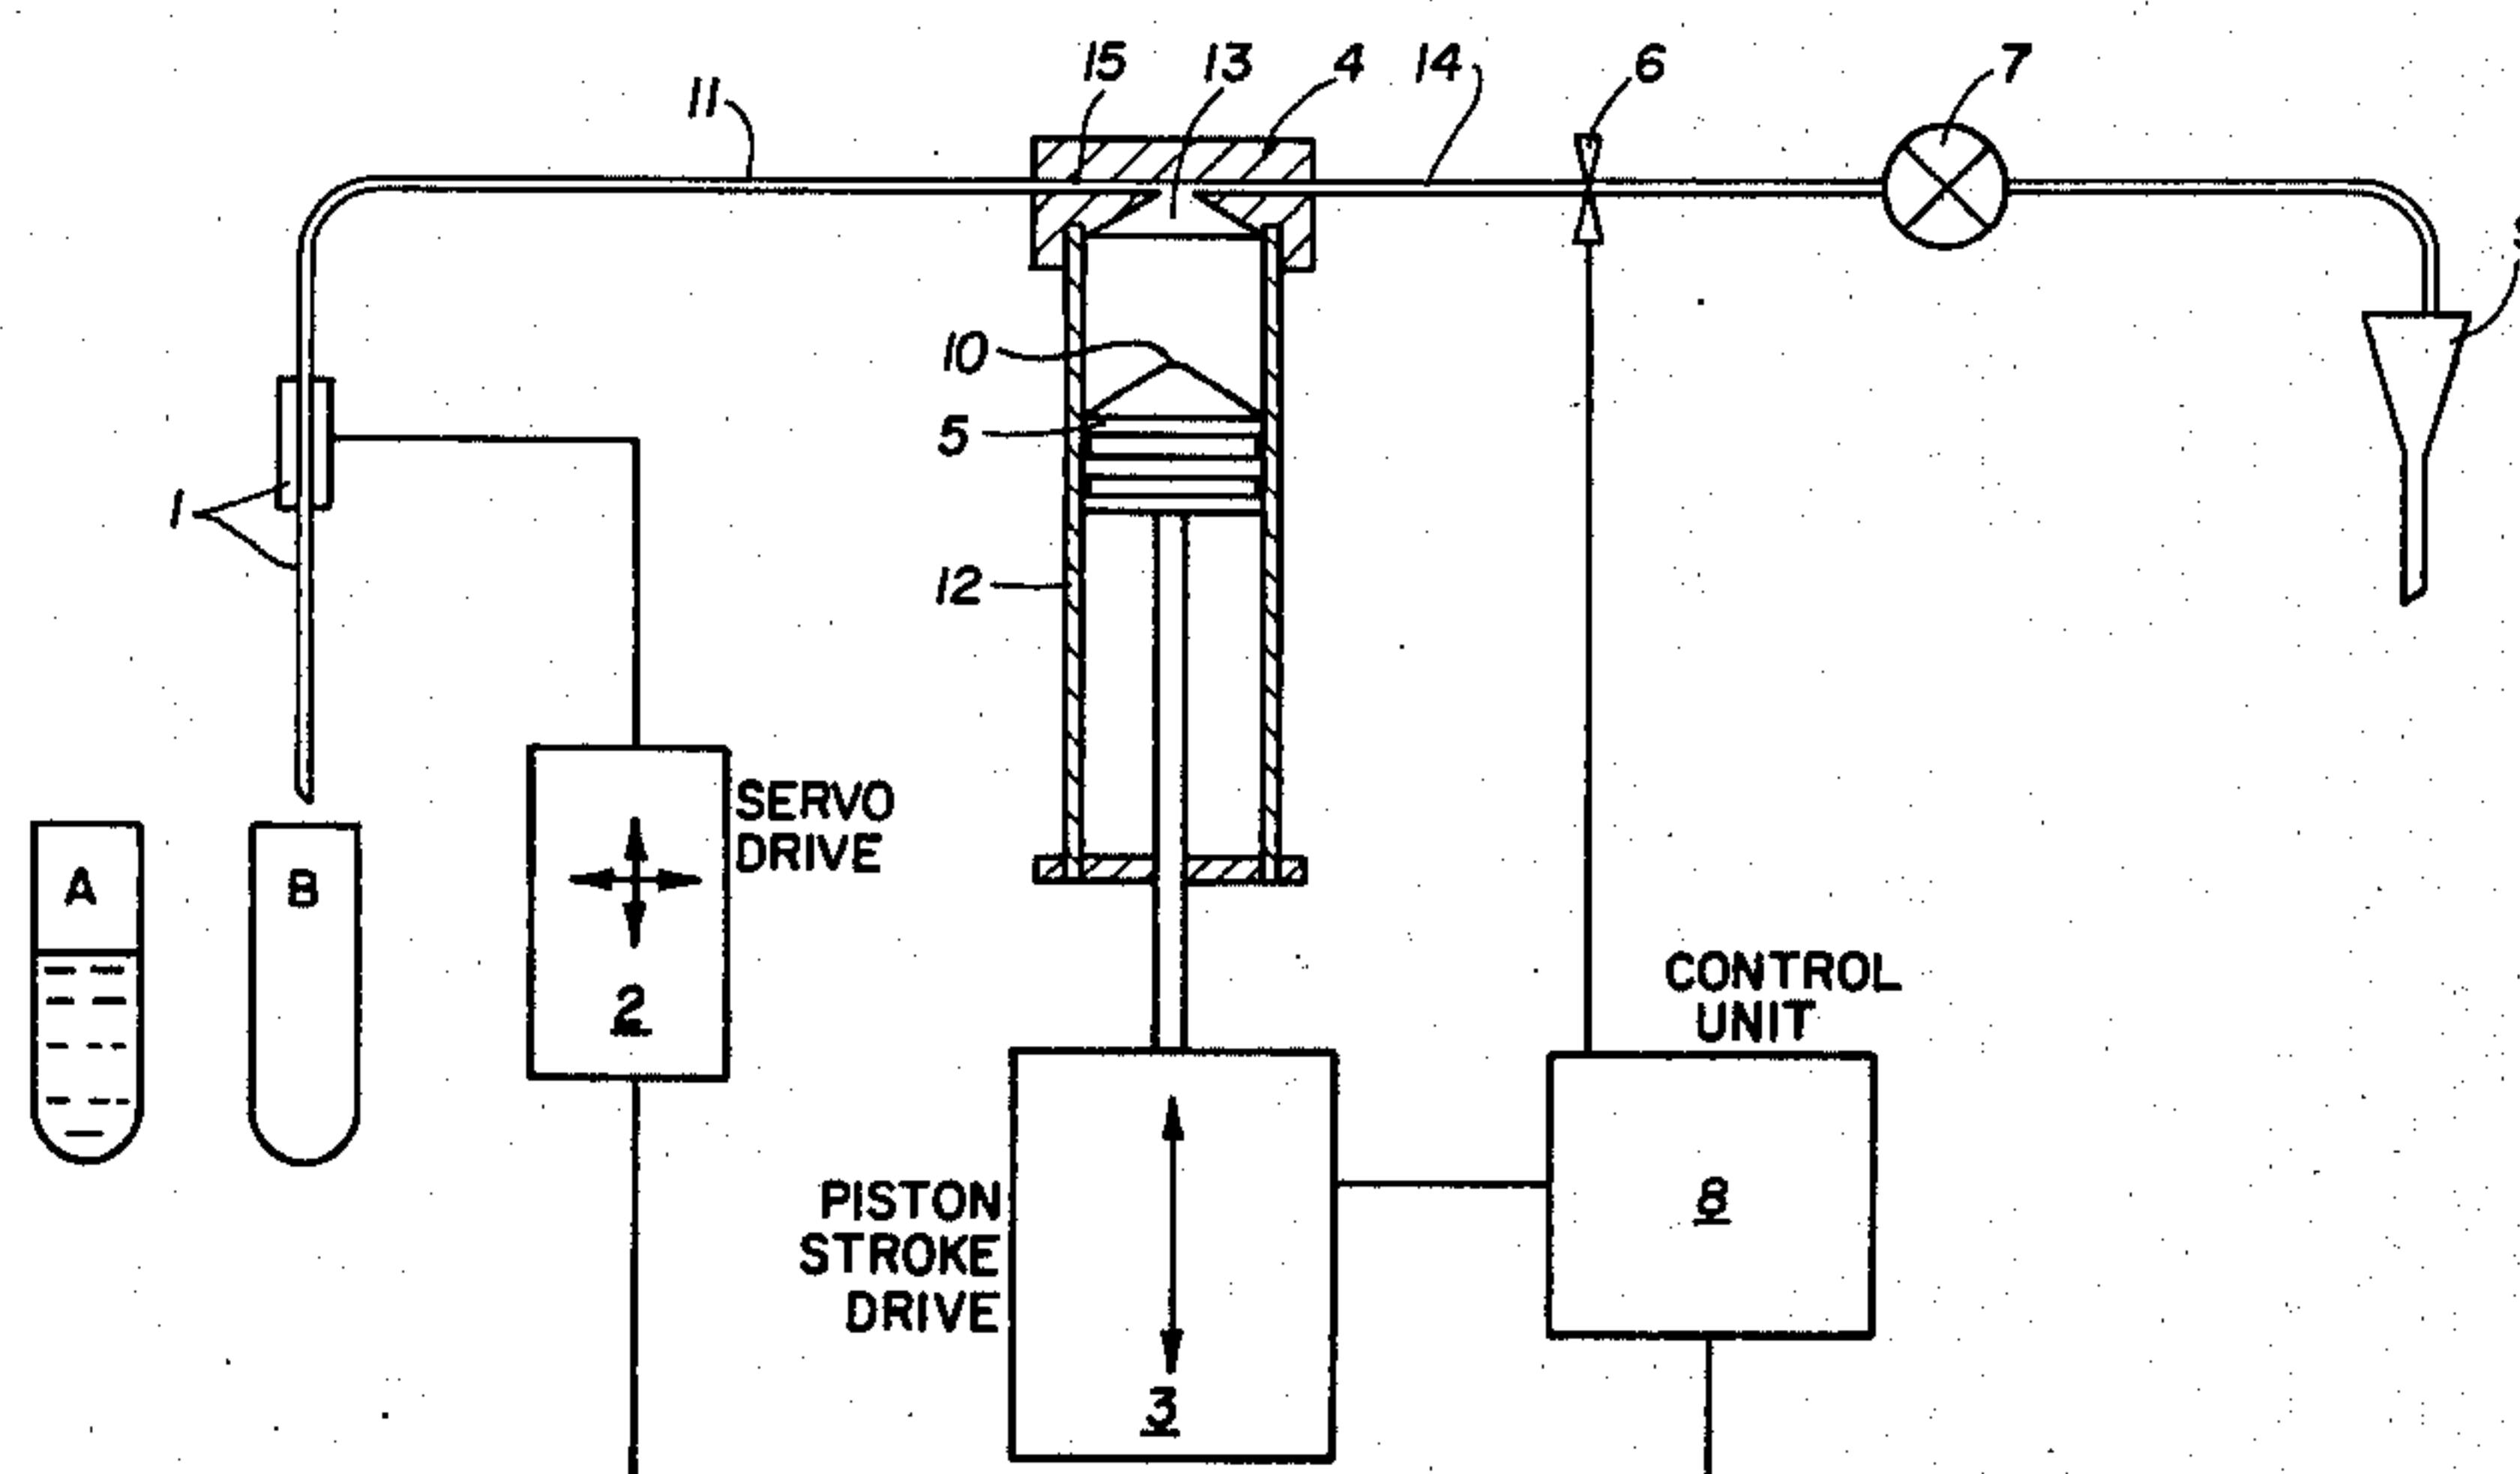 15 13 4 14 6 7
11
10
5
1
12
SERVO
DRIVE
A B
2
CONTROL
UNIT
PISTON
STROKE
DRIVE
8
3